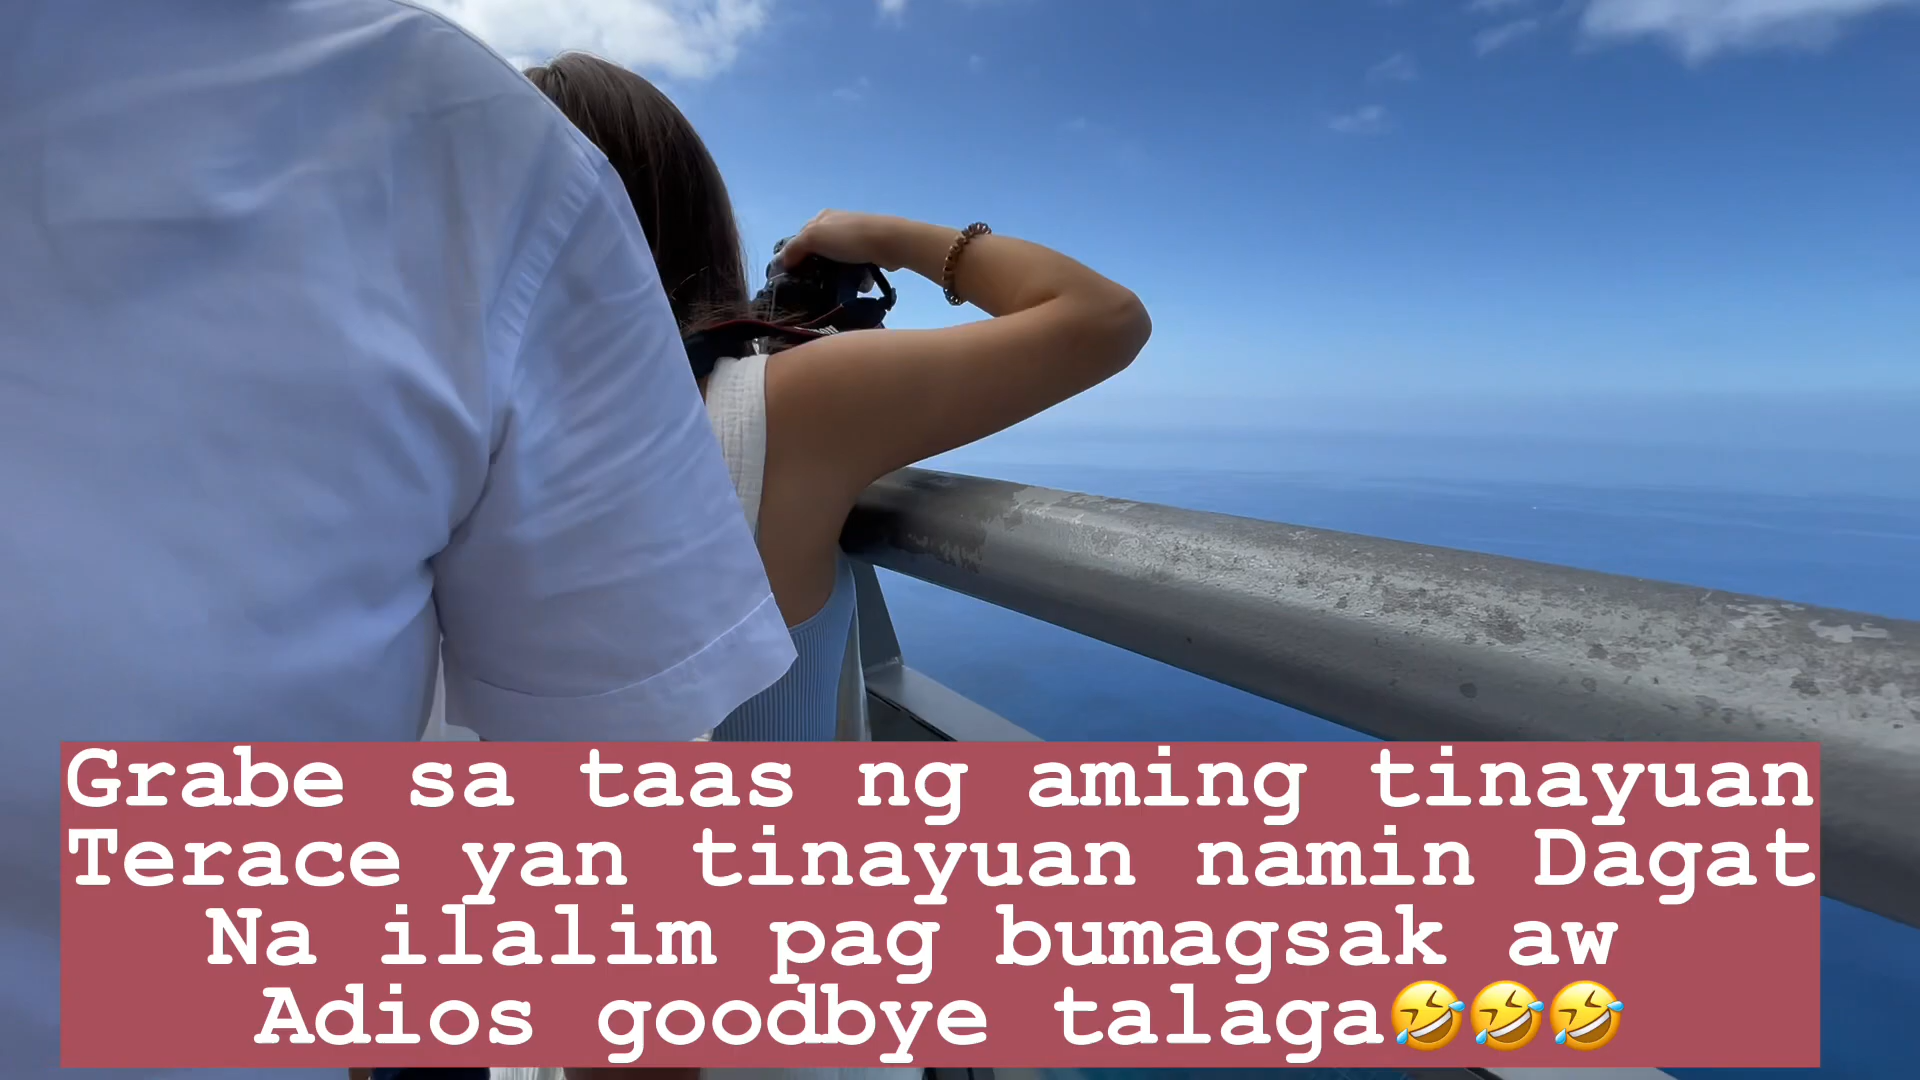 Grabe sa taas ng aming tinayuan
Terace yan tinayuan namin Dagat
Na ilalim pag bumagsak aw
Adios goodbye talaga🤣🤣🤣